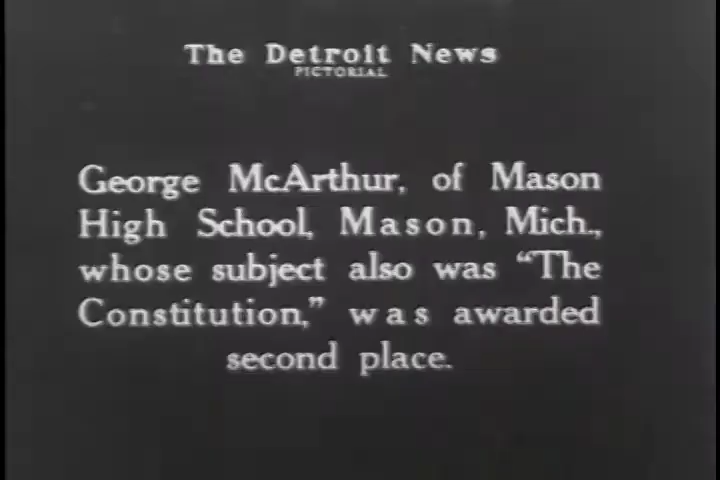 The Detroit News
PICTORIAL
George McArthur, of Mason
High School, Mason, Mich.,
whose subject also was “The
Constitution,” was awarded
second place.